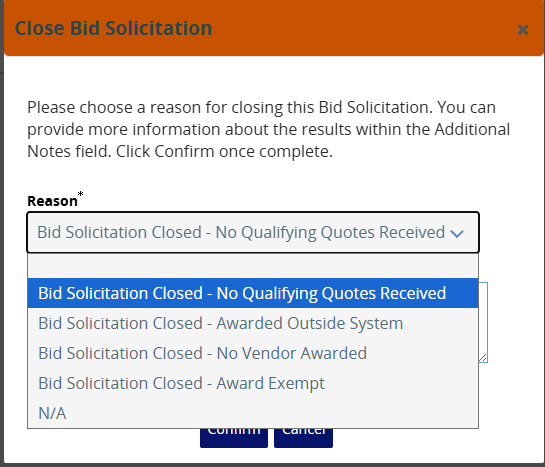 Close Bid Solicitation ×
Please choose a reason for closing this Bid Solicitation. You can
provide more information about the results within the Additional
Notes field. Click Confirm once complete.
Reason*
Bid Solicitation Closed - No Qualifying Quotes Received
Bid Solicitation Closed - No Qualifying Quotes Received
Bid Solicitation Closed - Awarded Outside System
Bid Solicitation Closed - No Vendor Awarded
Bid Solicitation Closed - Award Exempt
N/A
Confirm Cancel